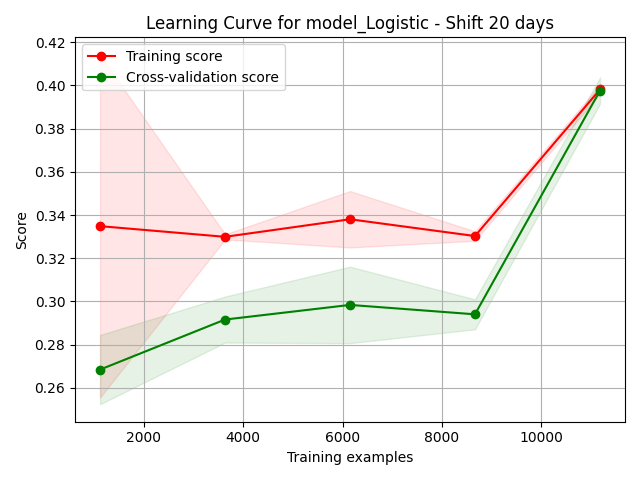 Learning Curve for model_Logistic - Shift 20 days
Training score
Cross-validation score
0.42
0.40
0.38
0.36
0.34
0.32
0.30
0.28
0.26
Score
2000 4000 6000 8000 10000
Training examples